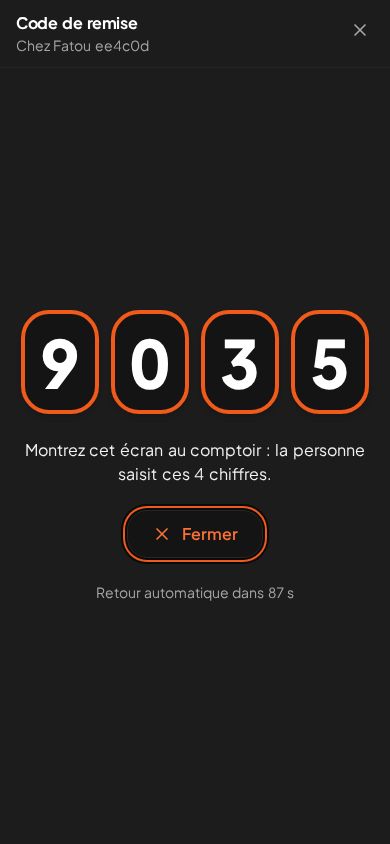 Code de remise
Chez Fatou ee4c0d
9 0 3 5
Montrez cet écran au comptoir : la personne
saisit ces 4 chiffres.
Fermer
Retour automatique dans 87 s